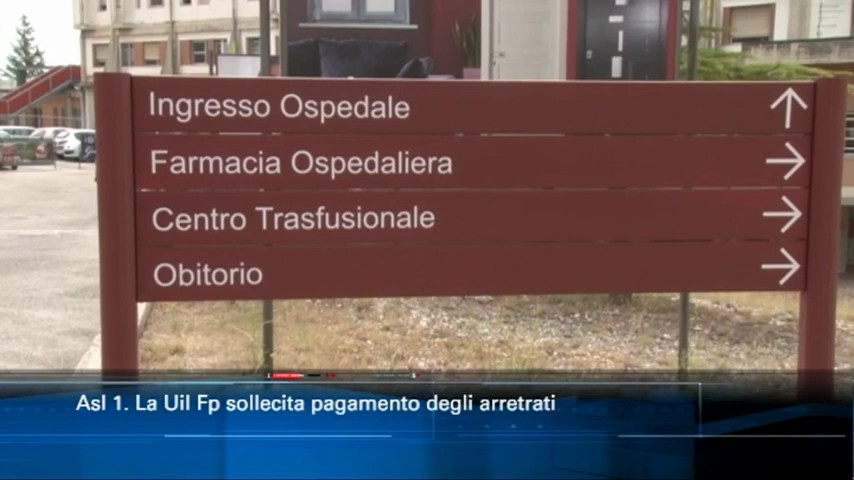 Ingresso Ospedale
Farmacia Ospedaliera
Centro Trasfusionale
Obitorio
Asl 1. La Uil Fp sollecita pagamento degli arretrati